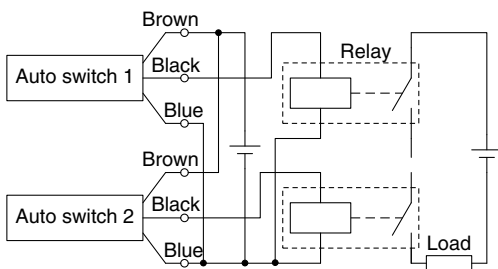 Brown
Relay
Auto switch 1
Black
Blue
Brown
Auto switch 2
Black
Blue
Load